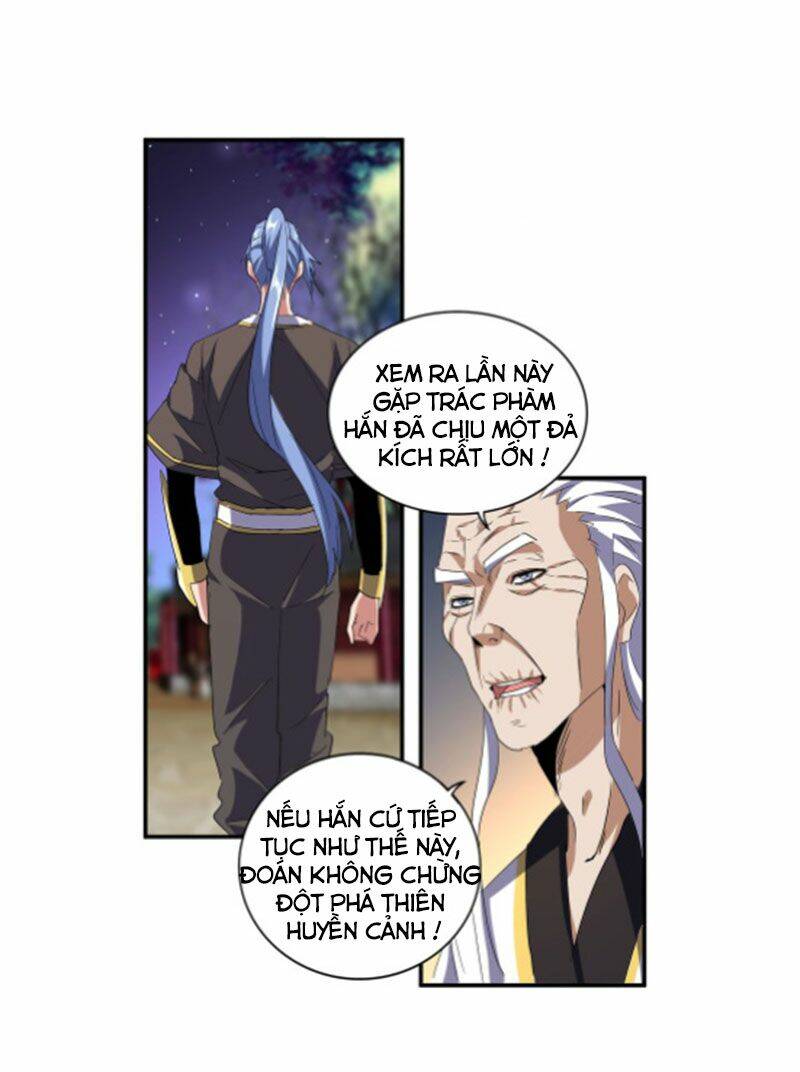 XEM RA LẦN NÀY
GẶP TRÁC PHÀM
HẮN ĐÃ CHỊU MỘT ĐẢ
KÍCH RẤT LỚN !
NẾU HẮN CỨ TIẾP
TỤC NHƯ THẾ NÀY,
ĐOÁN KHÔNG CHỪNG
ĐỘT PHÁ THIÊN
HUYỀN CẢNH !